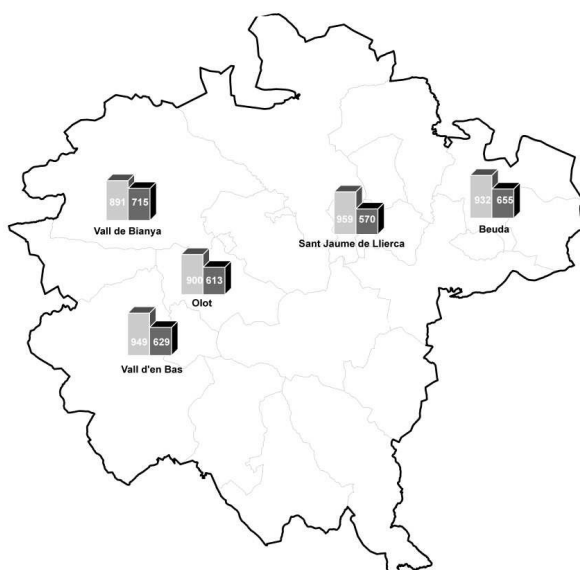 932 655
Beuda
891 715
Vall de Bianya
959 570
Sant Jaume de Llierca
900 613
Olot
949 629
Vall d'en Bas